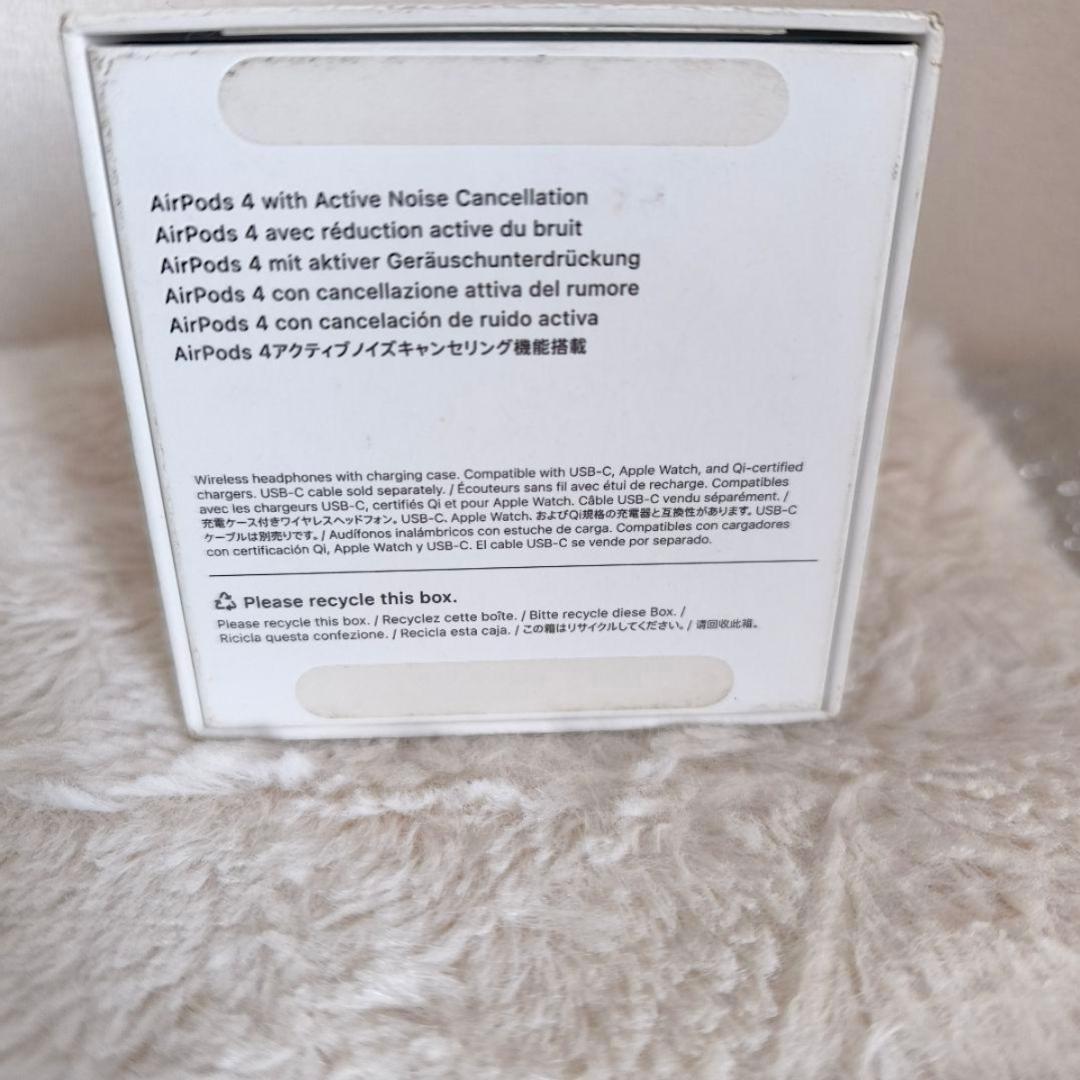 AirPods 4 with Active Noise Cancellation
AirPods 4 avec réduction active du bruit
AirPods 4 mit aktiver Geräuschunterdrückung
AirPods 4 con cancellazione attiva del rumore
AirPods 4 con cancelación de ruido activa
AirPods 4アクティブノイズキャンセリング機能搭載
Wireless headphones with charging case. Compatible with USB-C, Apple Watch, and Qi-certified
chargers. USB-C cable sold separately. / Écouteurs sans fil avec étui de recharge. Compatibles
avec les chargeurs USB-C, certifiés Qi et pour Apple Watch. Câble USB-C vendu séparément. /
充電ケース付きワイヤレスヘッドフォン。USB-C、Apple Watch、およびQi規格の充電器と互換性があります。USB-C
ケーブルは別売りです。/ Audífonos inalámbricos con estuche de carga. Compatibles con cargadores
con certificación Qi, Apple Watch y USB-C. El cable USB-C se vende por separado.
Please recycle this box.
Please recycle this box. / Recyclez cette boîte. / Bitte recycle diese Box. /
Ricicla questa confezione. / Recicla esta caja. / この箱はリサイクルしてください。/ 请回收此箱。